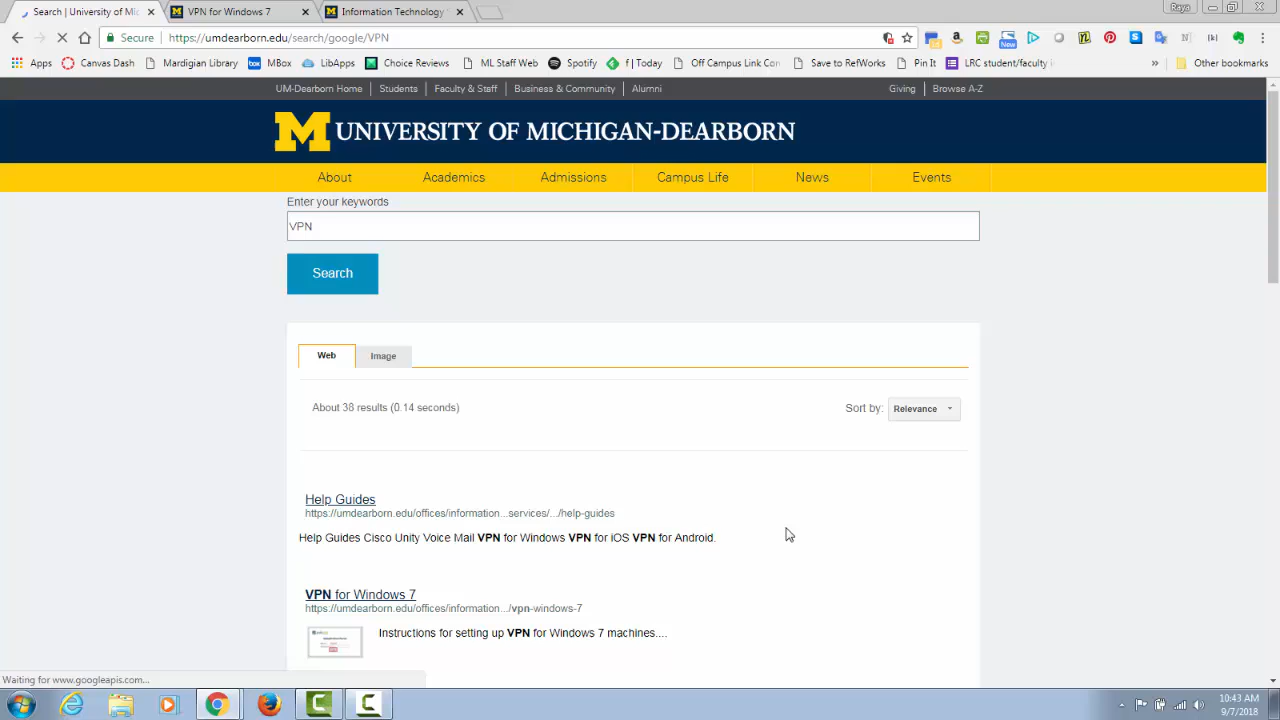 Search | University of Mic
VPN for Windows 7
Information Technology
Raya
Secure
https://umdearborn.edu/search/google/VPN
New
Apps
Canvas Dash
Mardigian Library
MBox
LibApps
Choice Reviews
ML Staff Web
Spotify
f | Today
Off Campus Link Con
Save to RefWorks
Pin It
LRC student/faculty i
»
Other bookmarks
UM-Dearborn Home
Students
Faculty & Staff
Business & Community
Alumni
Giving
Browse A-Z
M UNIVERSITY OF MICHIGAN-DEARBORN
About
Academics
Admissions
Campus Life
News
Events
Enter your keywords
VPN
Search
Web
Image
About 38 results (0.14 seconds)
Sort by:
Relevance
Help Guides
https://umdearborn.edu/offices/information...services/.../help-guides
Help Guides Cisco Unity Voice Mail VPN for Windows VPN for iOS VPN for Android.
VPN for Windows 7
https://umdearborn.edu/offices/information.../vpn-windows-7
Instructions for setting up VPN for Windows 7 machines....
Waiting for www.googleapis.com...
10:43 AM
9/7/2018